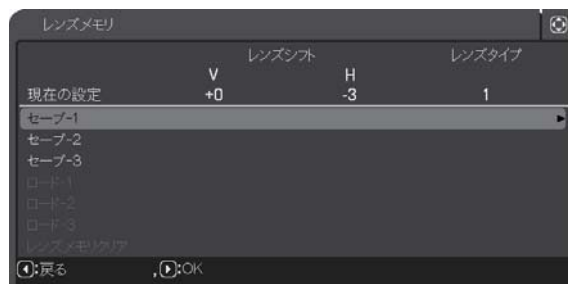 レンズメモリ
レンズシフト レンズタイプ
V H
現在の設定 +0 -3 1
セーブ-1
セーブ-2
セーブ-3
ロード-1
ロード-2
ロード-3
レンズメモリクリア
:戻る ,:OK